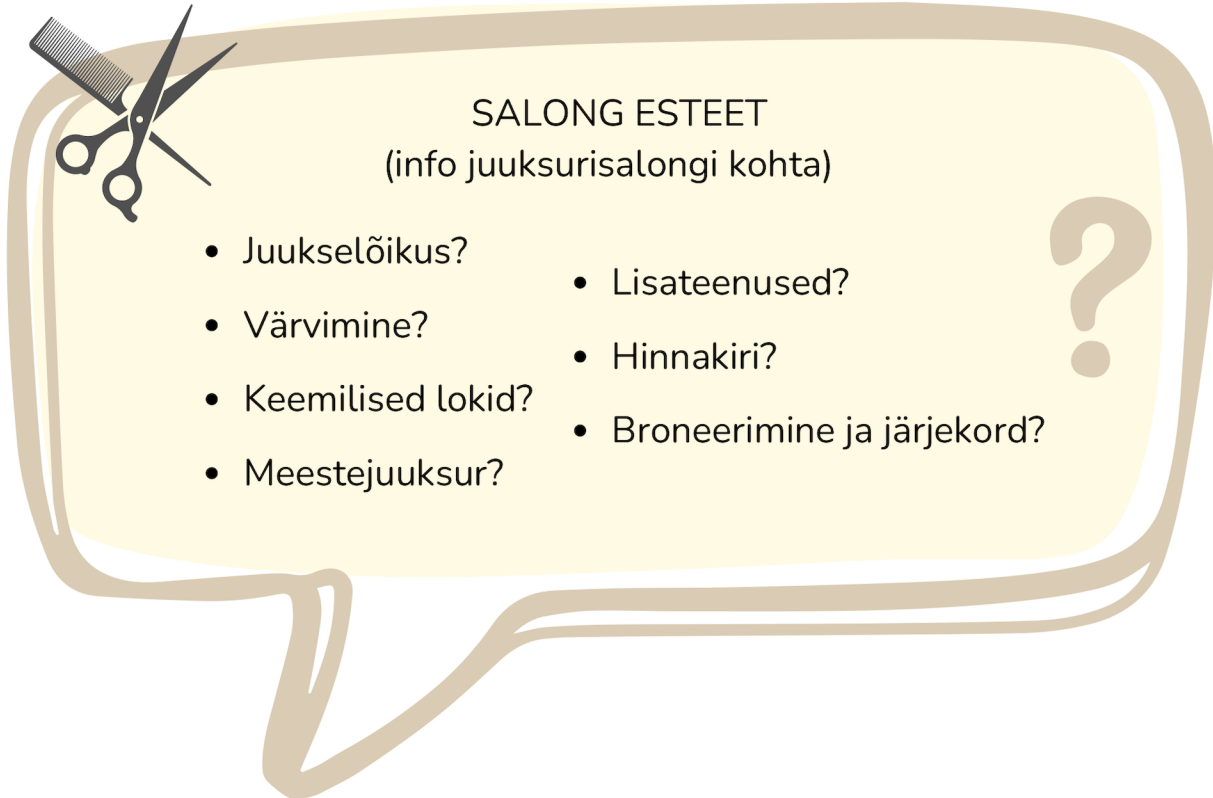 SALONG ESTEET
(info juuksurisalongi kohta)
• Juukselõikus?
• Värvimine?
• Keemilised lokid?
• Meestejuuksur?
• Lisateenused?
• Hinnakiri?
• Broneerimine ja järjekord?
?